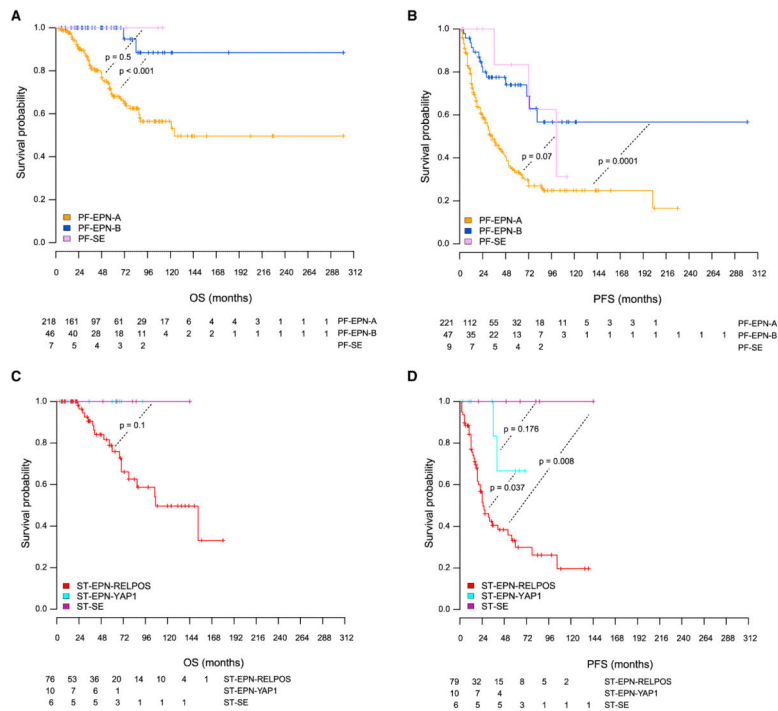 A
1.0
0.8
0.6
0.4
0.2
0.0
Survival probability
p = 0.5
p < 0.001
PF-EPN-A
PF-EPN-B
PF-SE
0 24 48 72 96 120 144 168 192 216 240 264 288 312
OS (months)
218 161 97 61 29 17 6 4 4 3 1 1 1 PF-EPN-A
46 40 28 18 11 4 2 2 1 1 1 1 1 PF-EPN-B
7 5 4 3 2 PF-SE
B
1.0
0.8
0.6
0.4
0.2
0.0
Survival probability
p = 0.07
p = 0.0001
PF-EPN-A
PF-EPN-B
PF-SE
0 24 48 72 96 120 144 168 192 216 240 264 288 312
PFS (months)
221 112 55 32 18 11 5 3 3 1 PF-EPN-A
47 35 22 13 7 3 1 1 1 1 1 1 1 PF-EPN-B
9 7 5 4 2 PF-SE
C
1.0
0.8
0.6
0.4
0.2
0.0
Survival probability
p = 0.1
ST-EPN-RELPOS
ST-EPN-YAP1
ST-SE
0 24 48 72 96 120 144 168 192 216 240 264 288 312
OS (months)
76 53 36 20 14 10 4 1 ST-EPN-RELPOS
10 7 6 1 ST-EPN-YAP1
6 5 5 3 1 1 1 ST-SE
D
1.0
0.8
0.6
0.4
0.2
0.0
Survival probability
p = 0.176
p = 0.008
p = 0.037
ST-EPN-RELPOS
ST-EPN-YAP1
ST-SE
0 24 48 72 96 120 144 168 192 216 240 264 288 312
PFS (months)
79 32 15 8 5 2 ST-EPN-RELPOS
10 7 4 ST-EPN-YAP1
6 5 5 3 1 1 1 ST-SE